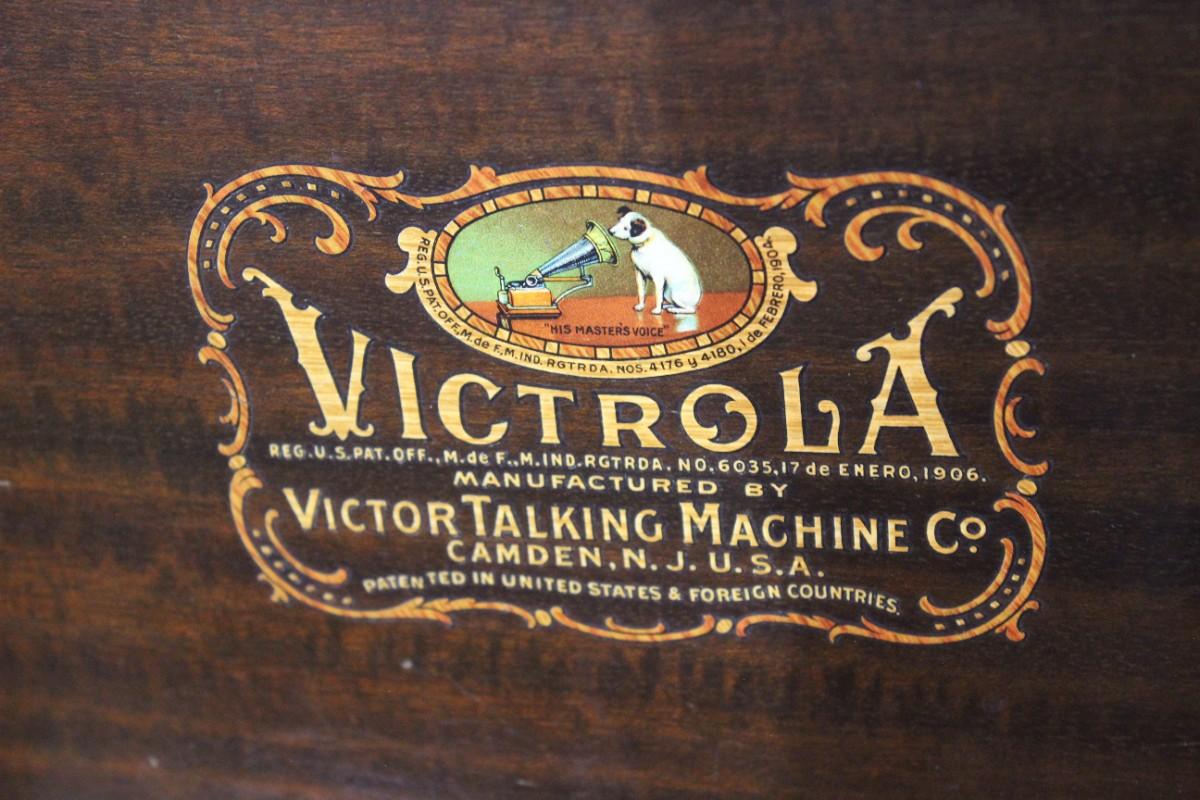 "HIS MASTER'S VOICE"
REG.U.S.PAT.OFF.,M.de F.,M.IND. RGTRDA. NOS.4176 y 4180,1 de FEBRERO,1904.
VICTROLA
REG.U.S.PAT.OFF.,M.de F.,M.IND.RGTRDA. NO.6035,17 de ENERO,1906.
MANUFACTURED BY
VICTOR TALKING MACHINE Co.
CAMDEN, N.J. U.S.A.
PATENTED IN UNITED STATES & FOREIGN COUNTRIES.